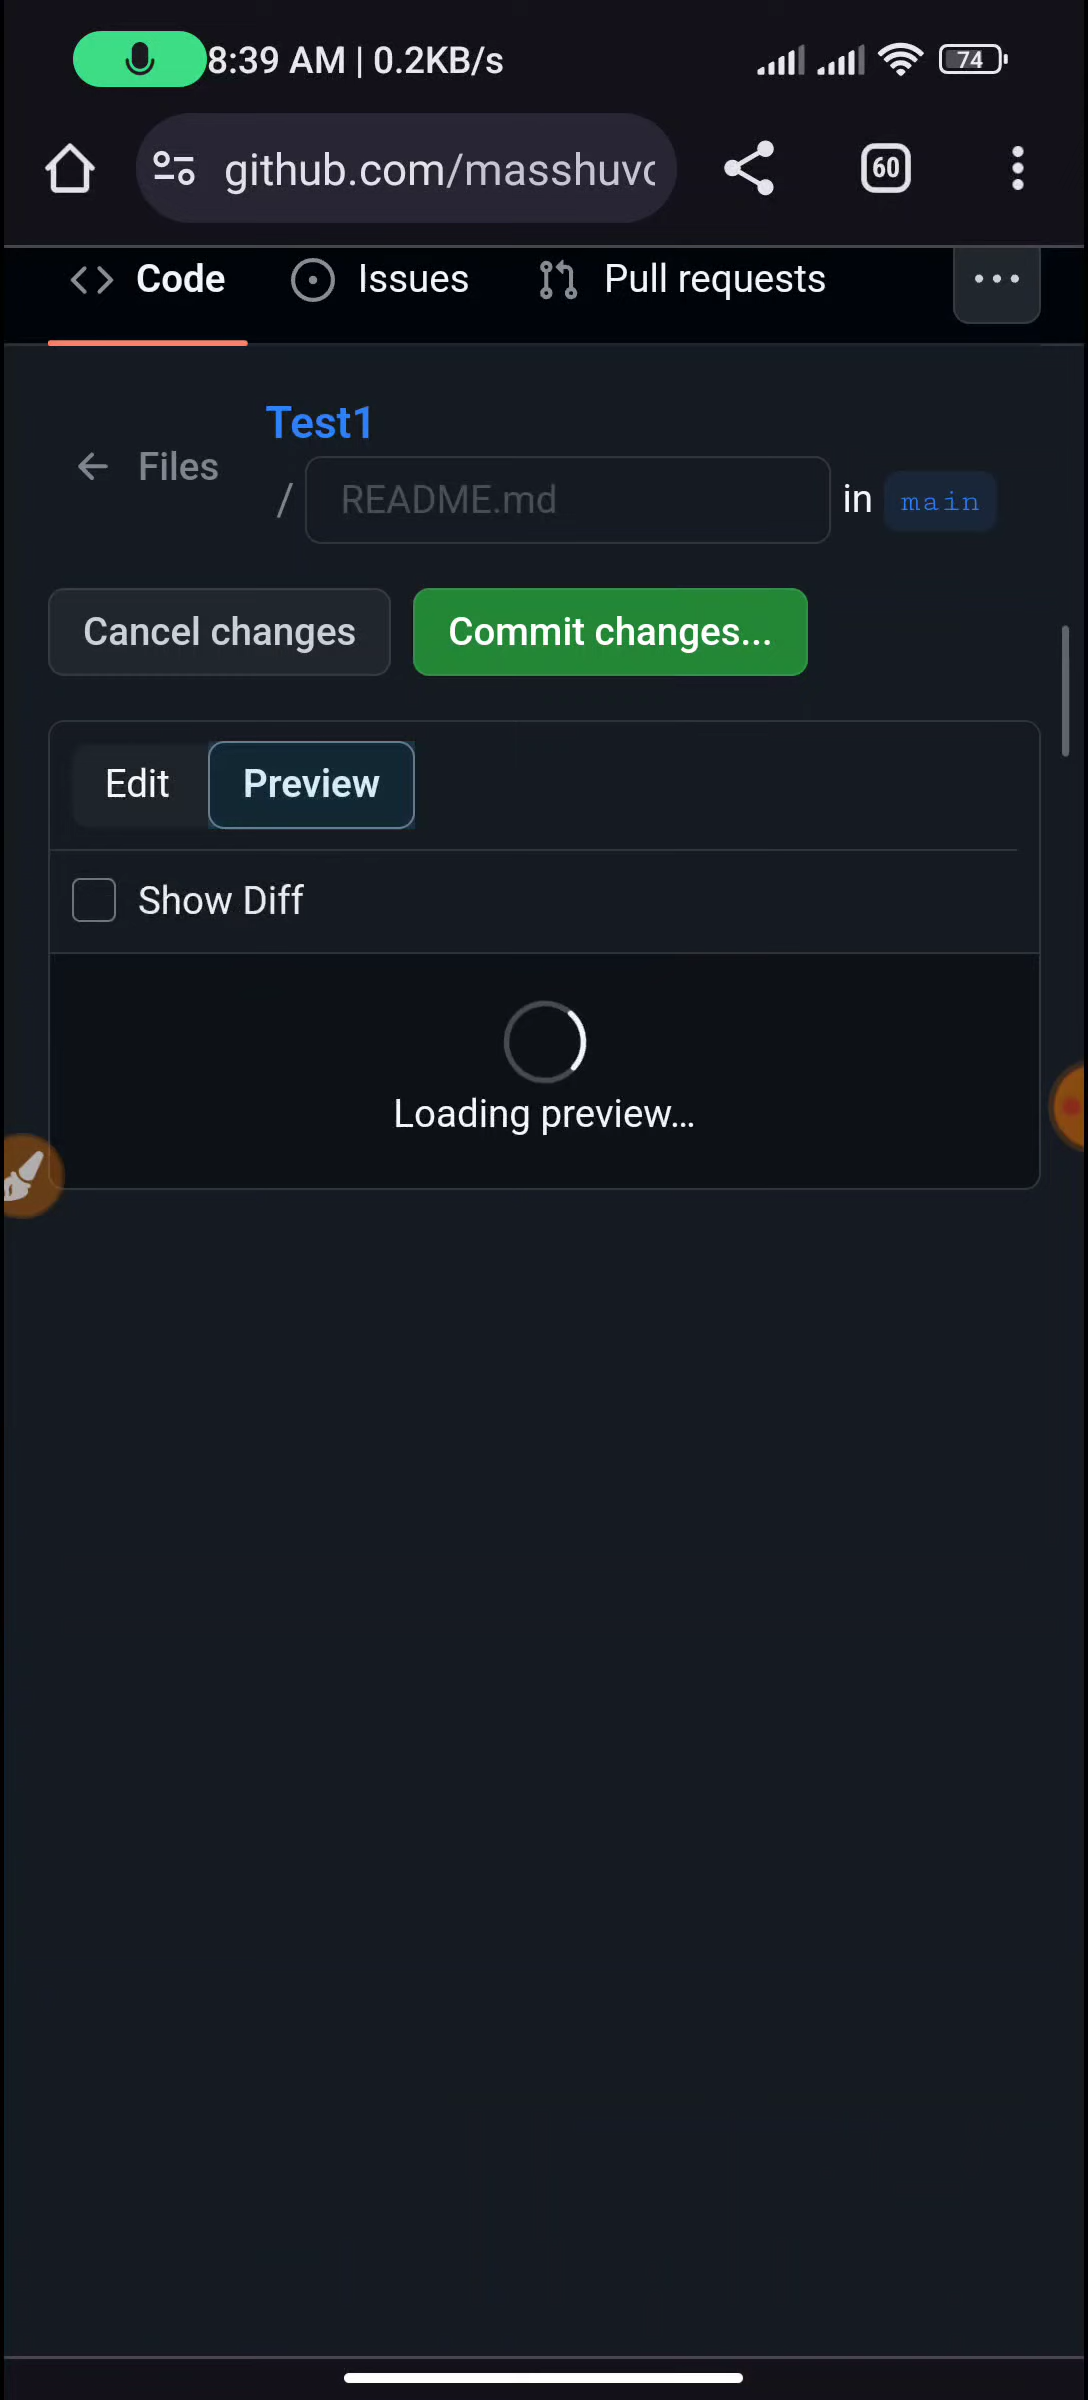 8:39 AM | 0.2KB/s
74
github.com/masshuvo
60
Code
Issues
Pull requests
Test1
Files
/ README.md in main
Cancel changes
Commit changes...
Edit
Preview
Show Diff
Loading preview...